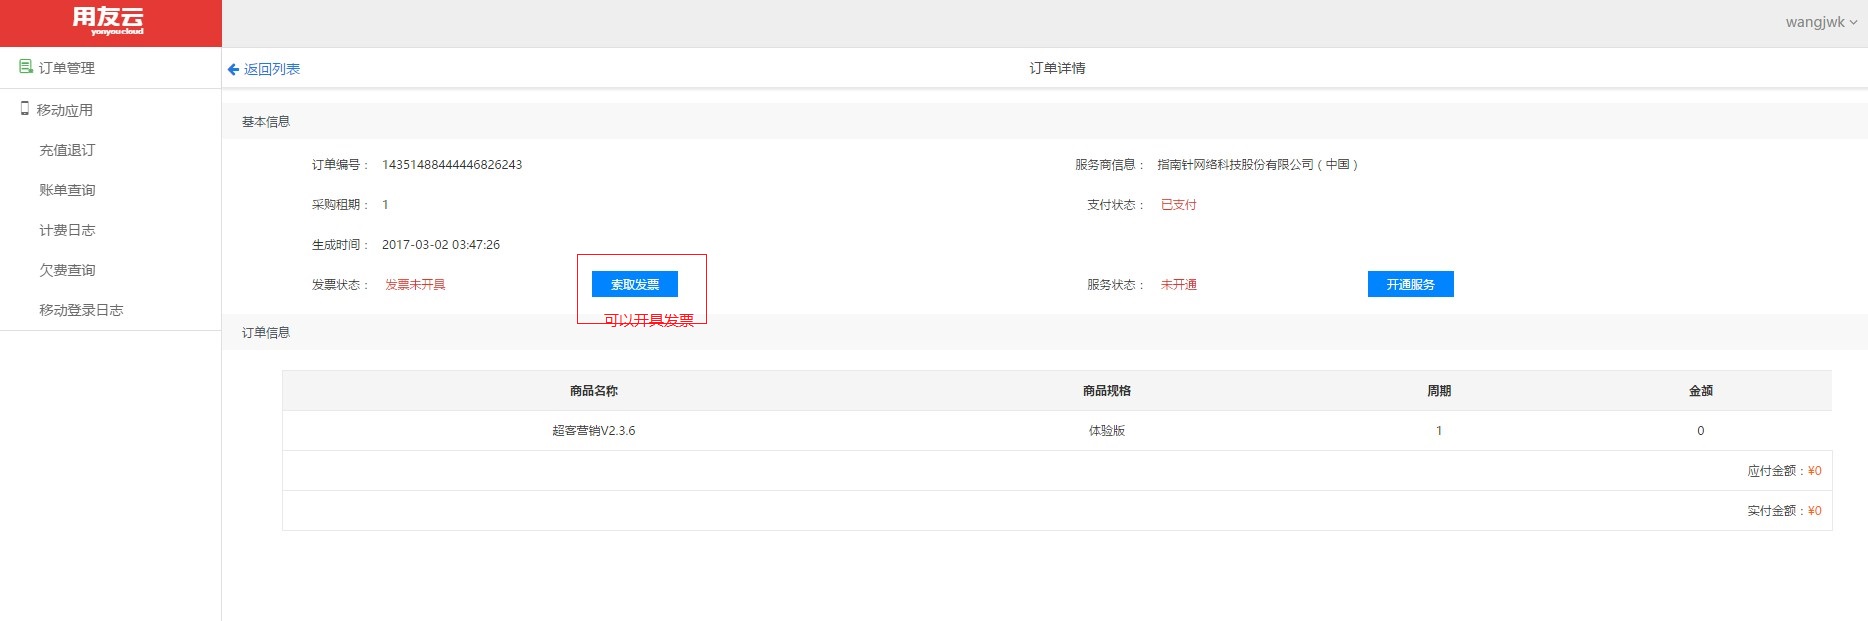 用友云
yonyoucloud
wangjwk
订单管理
移动应用
充值退订
账单查询
计费日志
欠费查询
移动登录日志
返回列表
订单详情
基本信息
订单编号： 14351488444446826243
服务商信息： 指南针网络科技股份有限公司（中国）
采购租期： 1
支付状态： 已支付
生成时间： 2017-03-02 03:47:26
发票状态： 发票未开具 索取发票
服务状态： 未开通 开通服务
可以开具发票
订单信息
商品名称 商品规格 周期 金额
超客营销V2.3.6 体验版 1 0
应付金额：¥0
实付金额：¥0